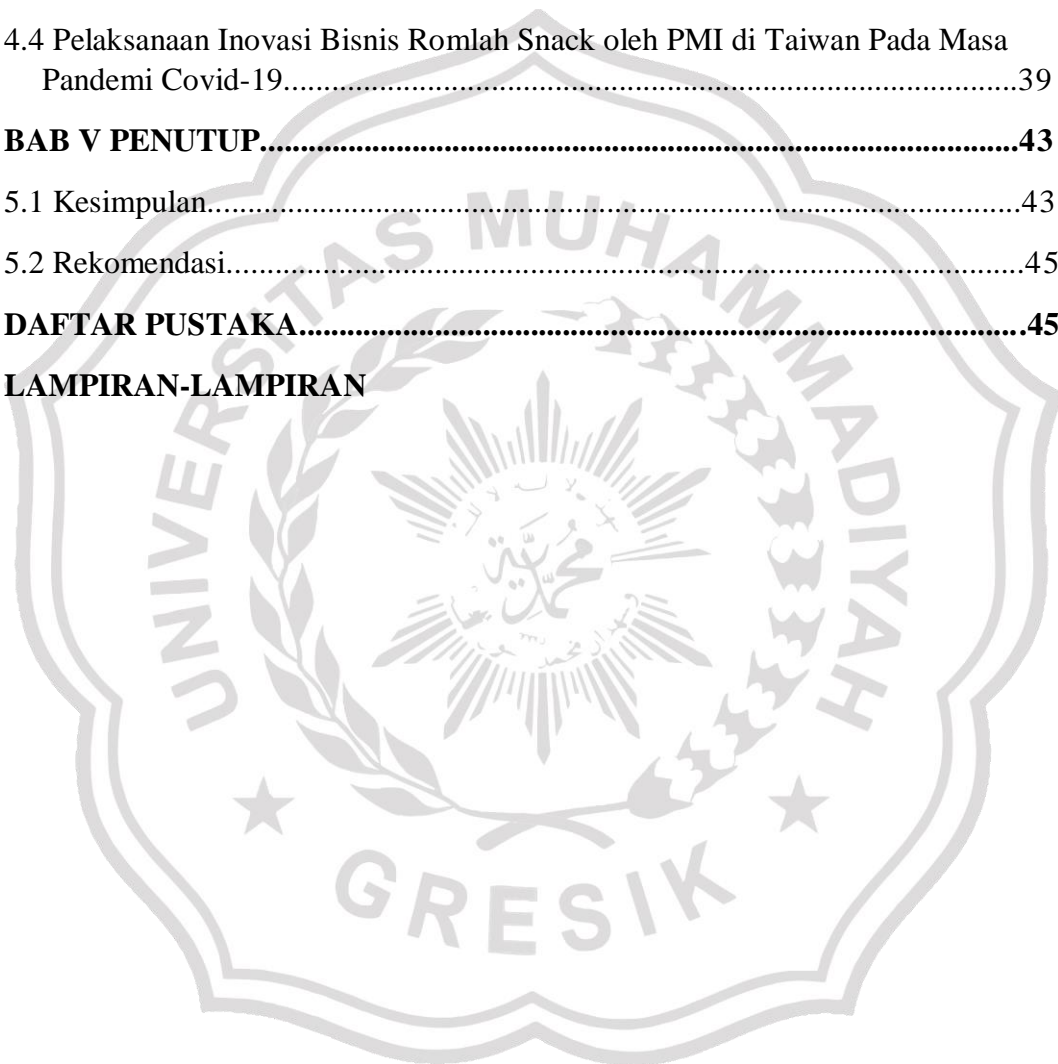 4.4 Pelaksanaan Inovasi Bisnis Romlah Snack oleh PMI di Taiwan Pada Masa
Pandemi Covid-19.....................................................................................................39
BAB V PENUTUP.....................................................................................................43
5.1 Kesimpulan..........................................................................................................43
5.2 Rekomendasi........................................................................................................45
DAFTAR PUSTAKA.................................................................................................45
LAMPIRAN-LAMPIRAN
UNIVERSITAS MUHAMMADIYAH
محمد
GRESIK